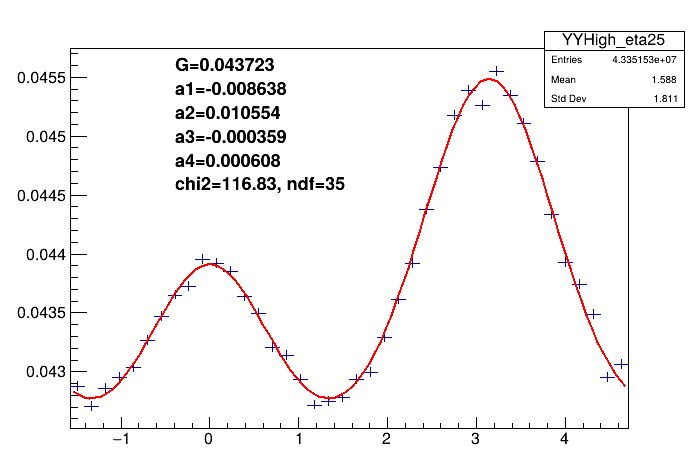 YYHigh_eta25
Entries 4.335153e+07
Mean 1.588
Std Dev 1.811
G=0.043723
a1=-0.008638
a2=0.010554
a3=-0.000359
a4=0.000608
chi2=116.83, ndf=35
0.0455
0.045
0.0445
0.044
0.0435
0.043
−1 0 1 2 3 4